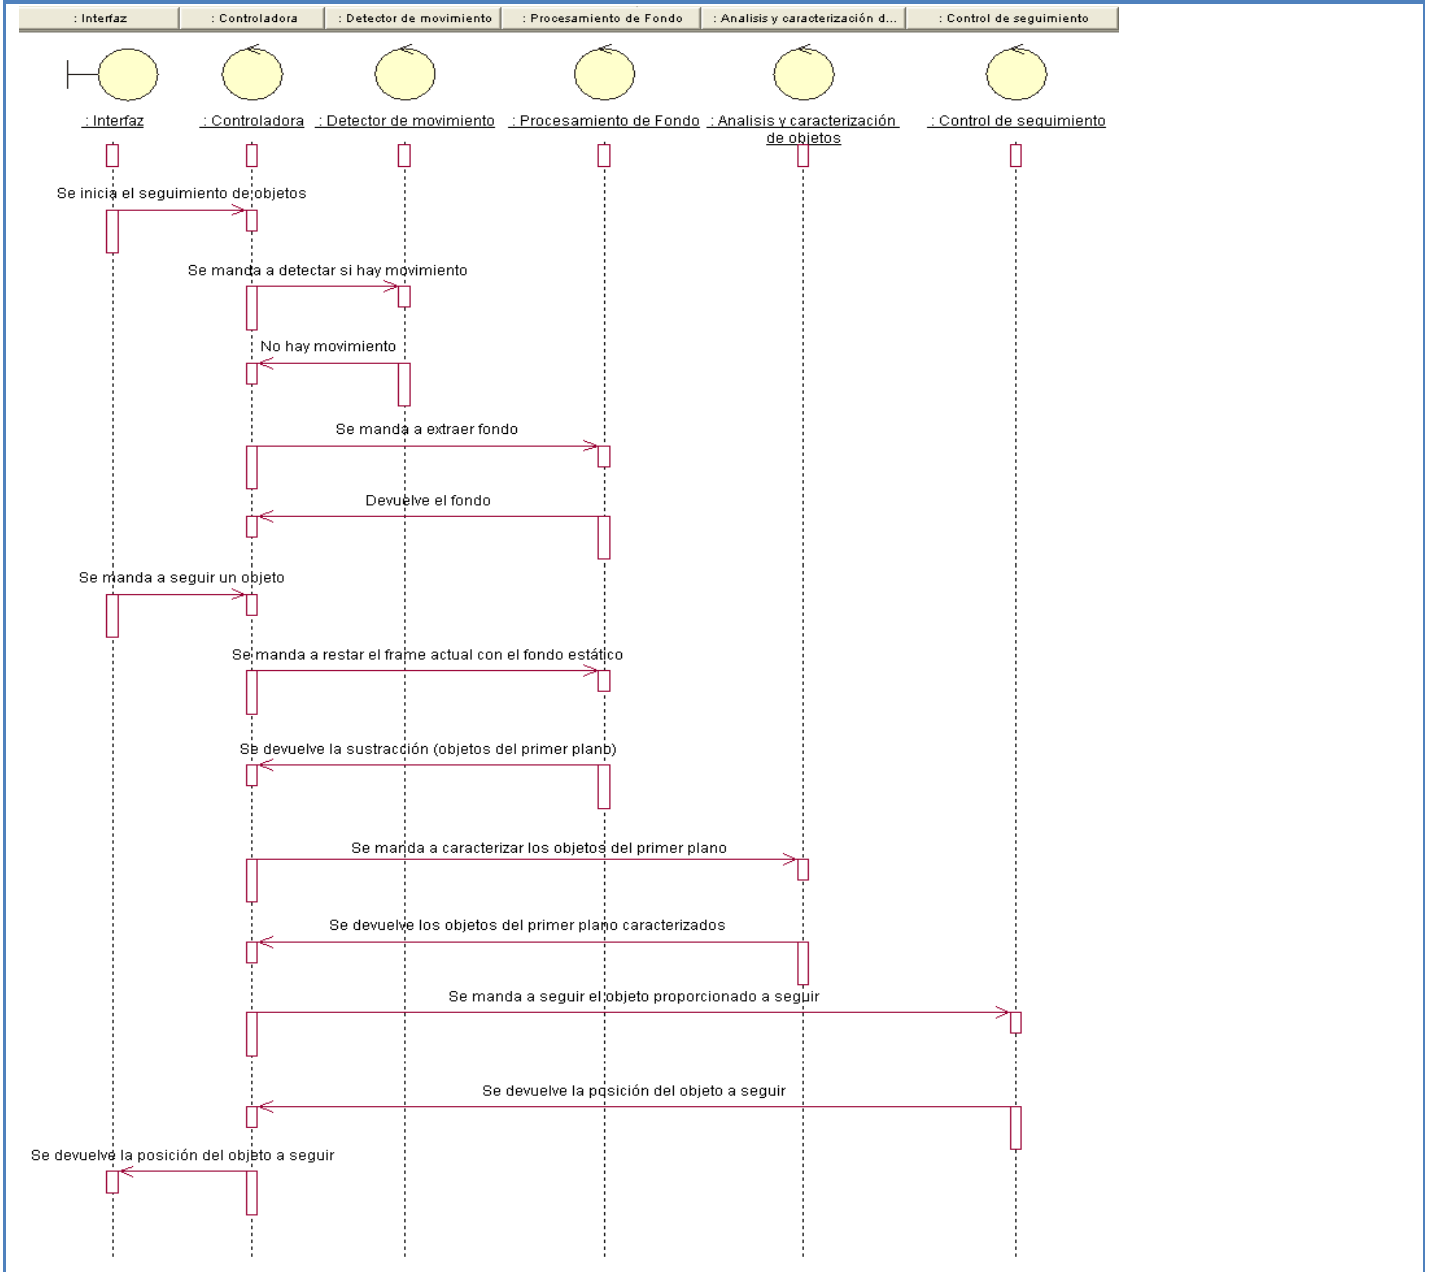 : Interfaz
: Controladora
: Detector de movimiento
: Procesamiento de Fondo
: Analisis y caracterización d...
: Control de seguimiento
: Interfaz
: Controladora
: Detector de movimiento
: Procesamiento de Fondo
: Analisis y caracterización
de objetos
: Control de seguimiento
Se inicia el seguimiento de objetos
Se manda a detectar si hay movimiento
No hay movimiento
Se manda a extraer fondo
Devuelve el fondo
Se manda a seguir un objeto
Se manda a restar el frame actual con el fondo estático
Se devuelve la sustracción (objetos del primer plano)
Se manda a caracterizar los objetos del primer plano
Se devuelve los objetos del primer plano caracterizados
Se manda a seguir el objeto proporcionado a seguir
Se devuelve la posición del objeto a seguir
Se devuelve la posición del objeto a seguir